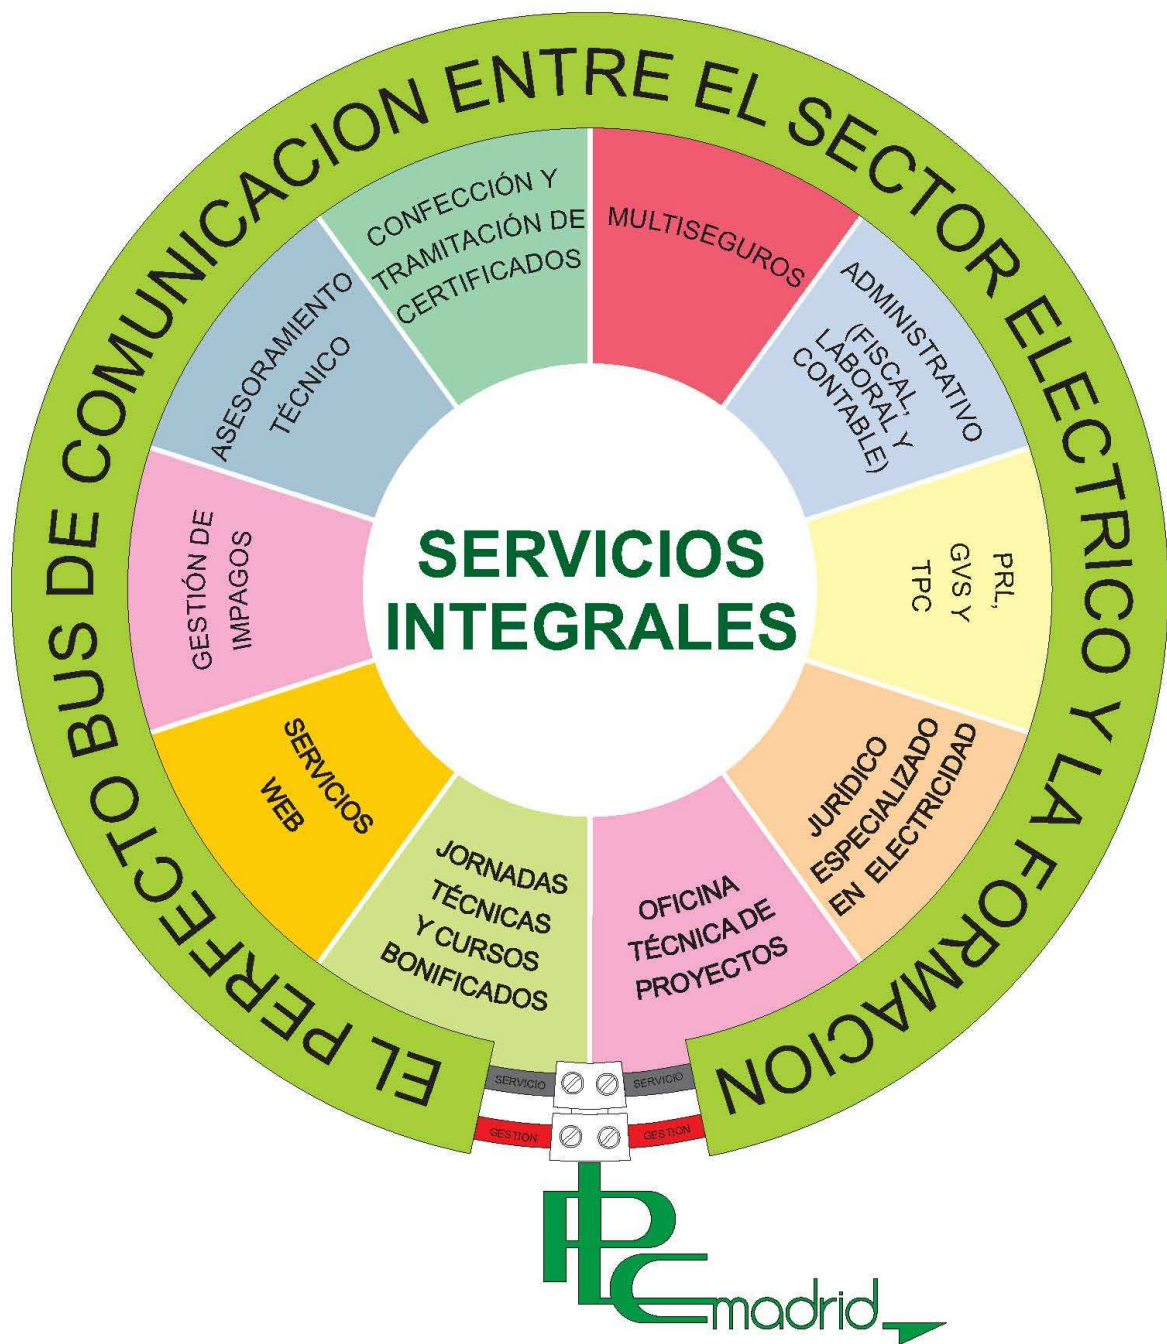 EL PERFECTO BUS DE COMUNICACION ENTRE EL SECTOR ELECTRICO Y LA FORMACION
CONFECCIÓN Y
TRAMITACIÓN DE
CERTIFICADOS
MULTISEGUROS
ADMINISTRATIVO
(FISCAL,
LABORAL Y
CONTABLE)
PRL,
GVS Y
TPC
JURÍDICO
ESPECIALIZADO
EN ELECTRICIDAD
OFICINA
TÉCNICA DE
PROYECTOS
JORNADAS
TÉCNICAS
Y CURSOS
BONIFICADOS
SERVICIOS
WEB
GESTIÓN DE
IMPAGOS
ASESORAMIENTO
TÉCNICO
SERVICIOS
INTEGRALES
SERVICIO
SERVICIO
GESTION
GESTION
PLC madrid